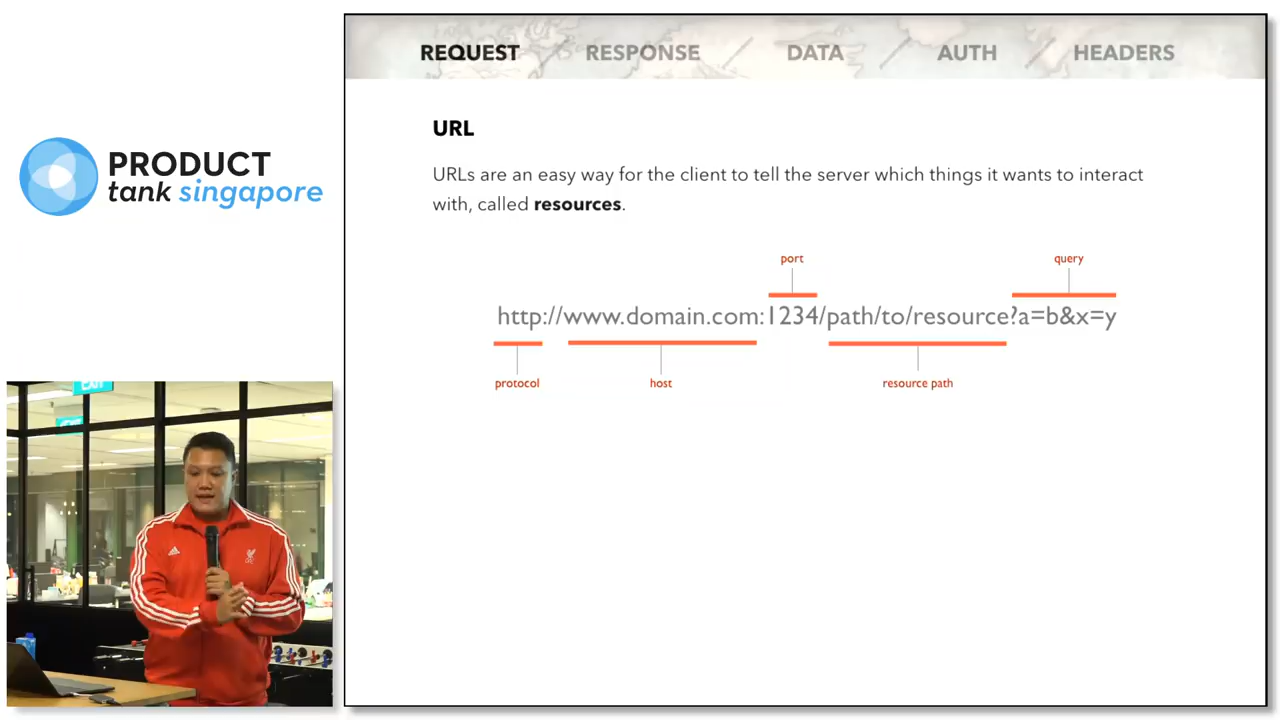 PRODUCT
tank singapore
REQUEST / RESPONSE / DATA / AUTH / HEADERS
URL
URLs are an easy way for the client to tell the server which things it wants to interact
with, called resources.
port
query
http://www.domain.com:1234/path/to/resource?a=b&x=y
protocol
host
resource path
EXIT